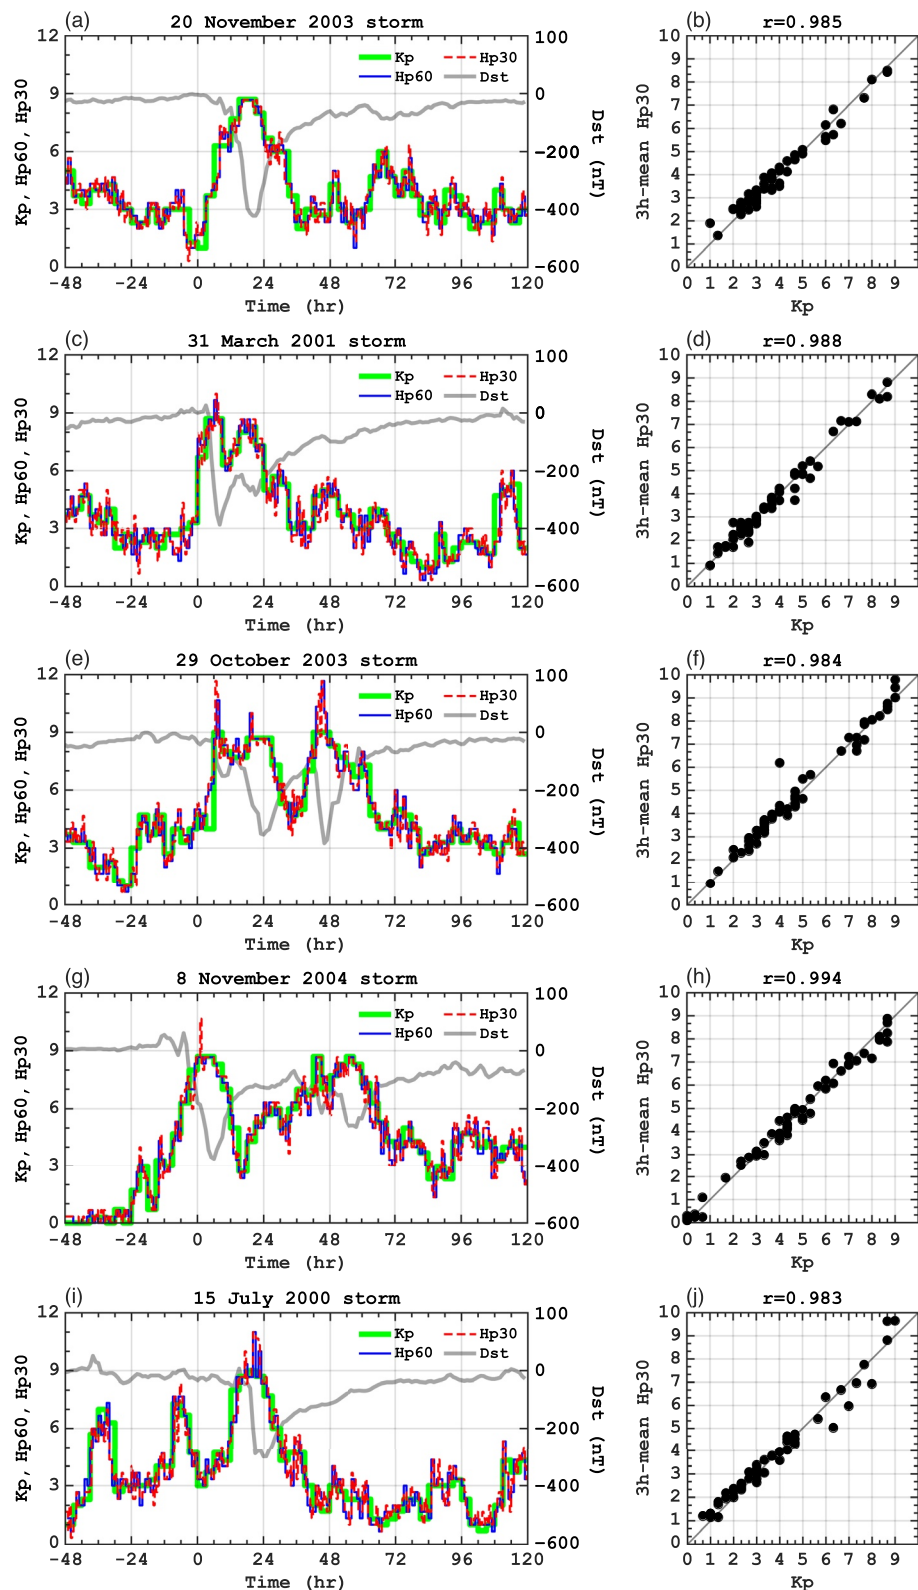 (a) 20 November 2003 storm
12 9 6 3 0
100 0 −200 −400 −600
Kp Hp30
Hp60 Dst
Kp, Hp60, Hp30
Dst (nT)
−48 −24 0 24 48 72 96 120
Time (hr)
(b) r=0.985
10 9 8 7 6 5 4 3 2 1 0
3h-mean Hp30
0 1 2 3 4 5 6 7 8 9
Kp
(c) 31 March 2001 storm
12 9 6 3 0
100 0 −200 −400 −600
Kp Hp30
Hp60 Dst
Kp, Hp60, Hp30
Dst (nT)
−48 −24 0 24 48 72 96 120
Time (hr)
(d) r=0.988
10 9 8 7 6 5 4 3 2 1 0
3h-mean Hp30
0 1 2 3 4 5 6 7 8 9
Kp
(e) 29 October 2003 storm
12 9 6 3 0
100 0 −200 −400 −600
Kp Hp30
Hp60 Dst
Kp, Hp60, Hp30
Dst (nT)
−48 −24 0 24 48 72 96 120
Time (hr)
(f) r=0.984
10 9 8 7 6 5 4 3 2 1 0
3h-mean Hp30
0 1 2 3 4 5 6 7 8 9
Kp
(g) 8 November 2004 storm
12 9 6 3 0
100 0 −200 −400 −600
Kp Hp30
Hp60 Dst
Kp, Hp60, Hp30
Dst (nT)
−48 −24 0 24 48 72 96 120
Time (hr)
(h) r=0.994
10 9 8 7 6 5 4 3 2 1 0
3h-mean Hp30
0 1 2 3 4 5 6 7 8 9
Kp
(i) 15 July 2000 storm
12 9 6 3 0
100 0 −200 −400 −600
Kp Hp30
Hp60 Dst
Kp, Hp60, Hp30
Dst (nT)
−48 −24 0 24 48 72 96 120
Time (hr)
(j) r=0.983
10 9 8 7 6 5 4 3 2 1 0
3h-mean Hp30
0 1 2 3 4 5 6 7 8 9
Kp